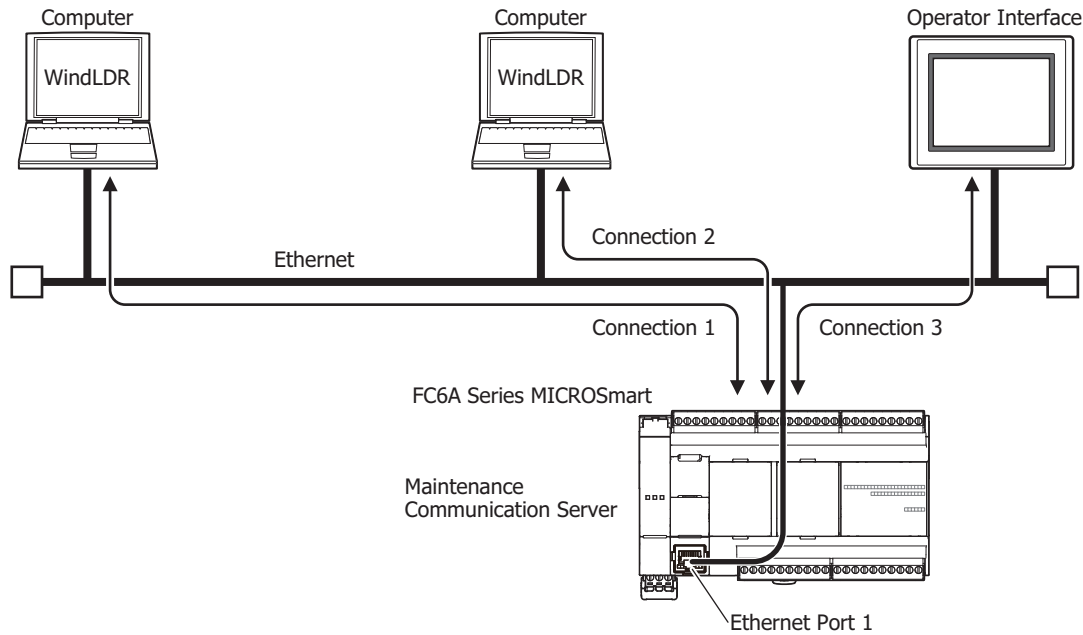 Computer
Computer
Operator Interface
WindLDR
WindLDR
Connection 2
Ethernet
Connection 1
Connection 3
FC6A Series MICROSmart
Maintenance
Communication Server
Ethernet Port 1